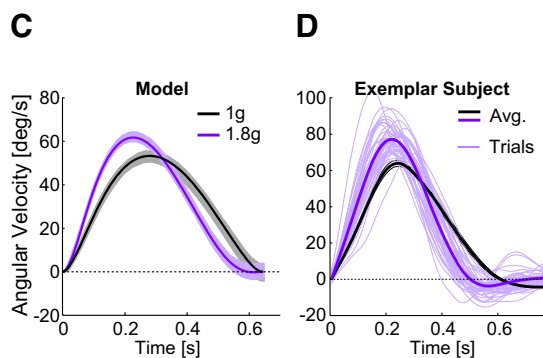 C
D
Model
Exemplar Subject
Angular Velocity [deg/s]
80
60
40
20
0
-20
1g
1.8g
0 0.2 0.4 0.6
Time [s]
100
80
60
40
20
0
-20
Avg.
Trials
0 0.2 0.4 0.6
Time [s]